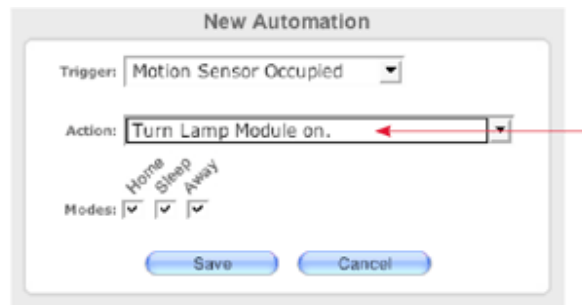 New Automation
Trigger: Motion Sensor Occupied
Action: Turn Lamp Module on.
Home Sleep Away
Modes:
Save Cancel